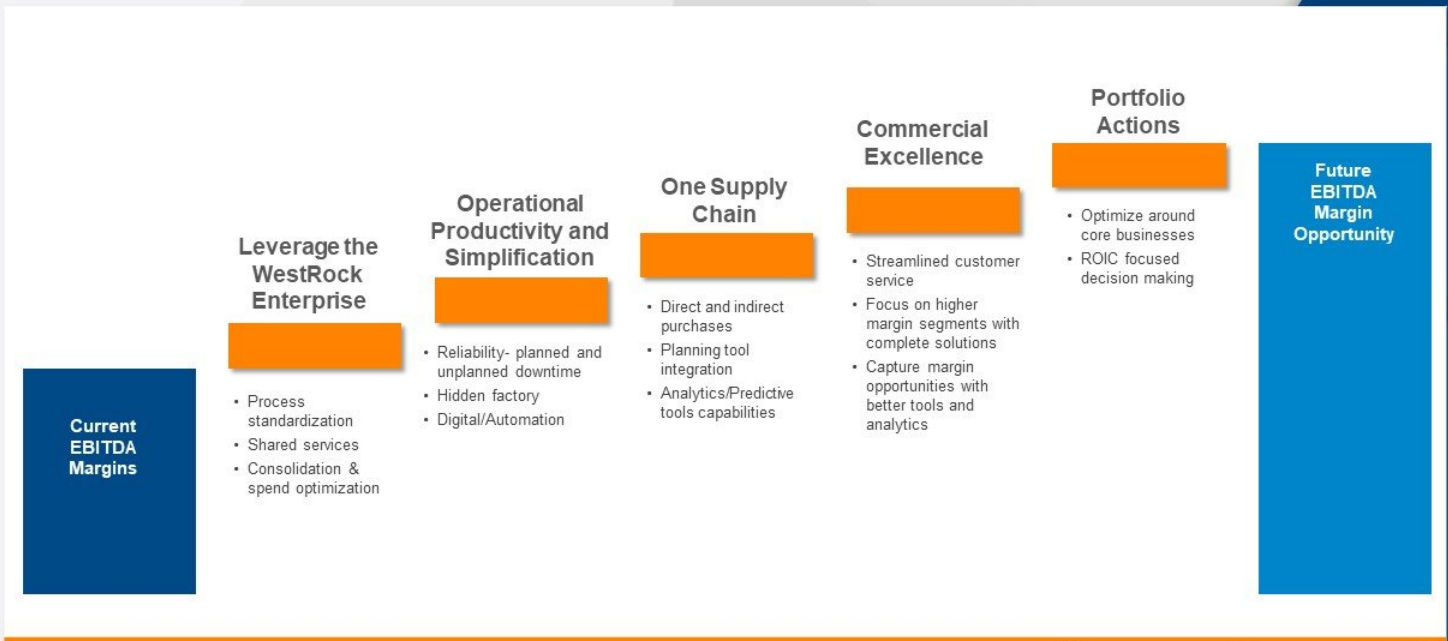 Current
EBITDA
Margins
Leverage the
WestRock
Enterprise
• Process
standardization
• Shared services
• Consolidation &
spend optimization
Operational
Productivity and
Simplification
• Reliability- planned and
unplanned downtime
• Hidden factory
• Digital/Automation
One Supply
Chain
• Direct and indirect
purchases
• Planning tool
integration
• Analytics/Predictive
tools capabilities
Commercial
Excellence
• Streamlined customer
service
• Focus on higher
margin segments with
complete solutions
• Capture margin
opportunities with
better tools and
analytics
Portfolio
Actions
• Optimize around
core businesses
• ROIC focused
decision making
Future
EBITDA
Margin
Opportunity